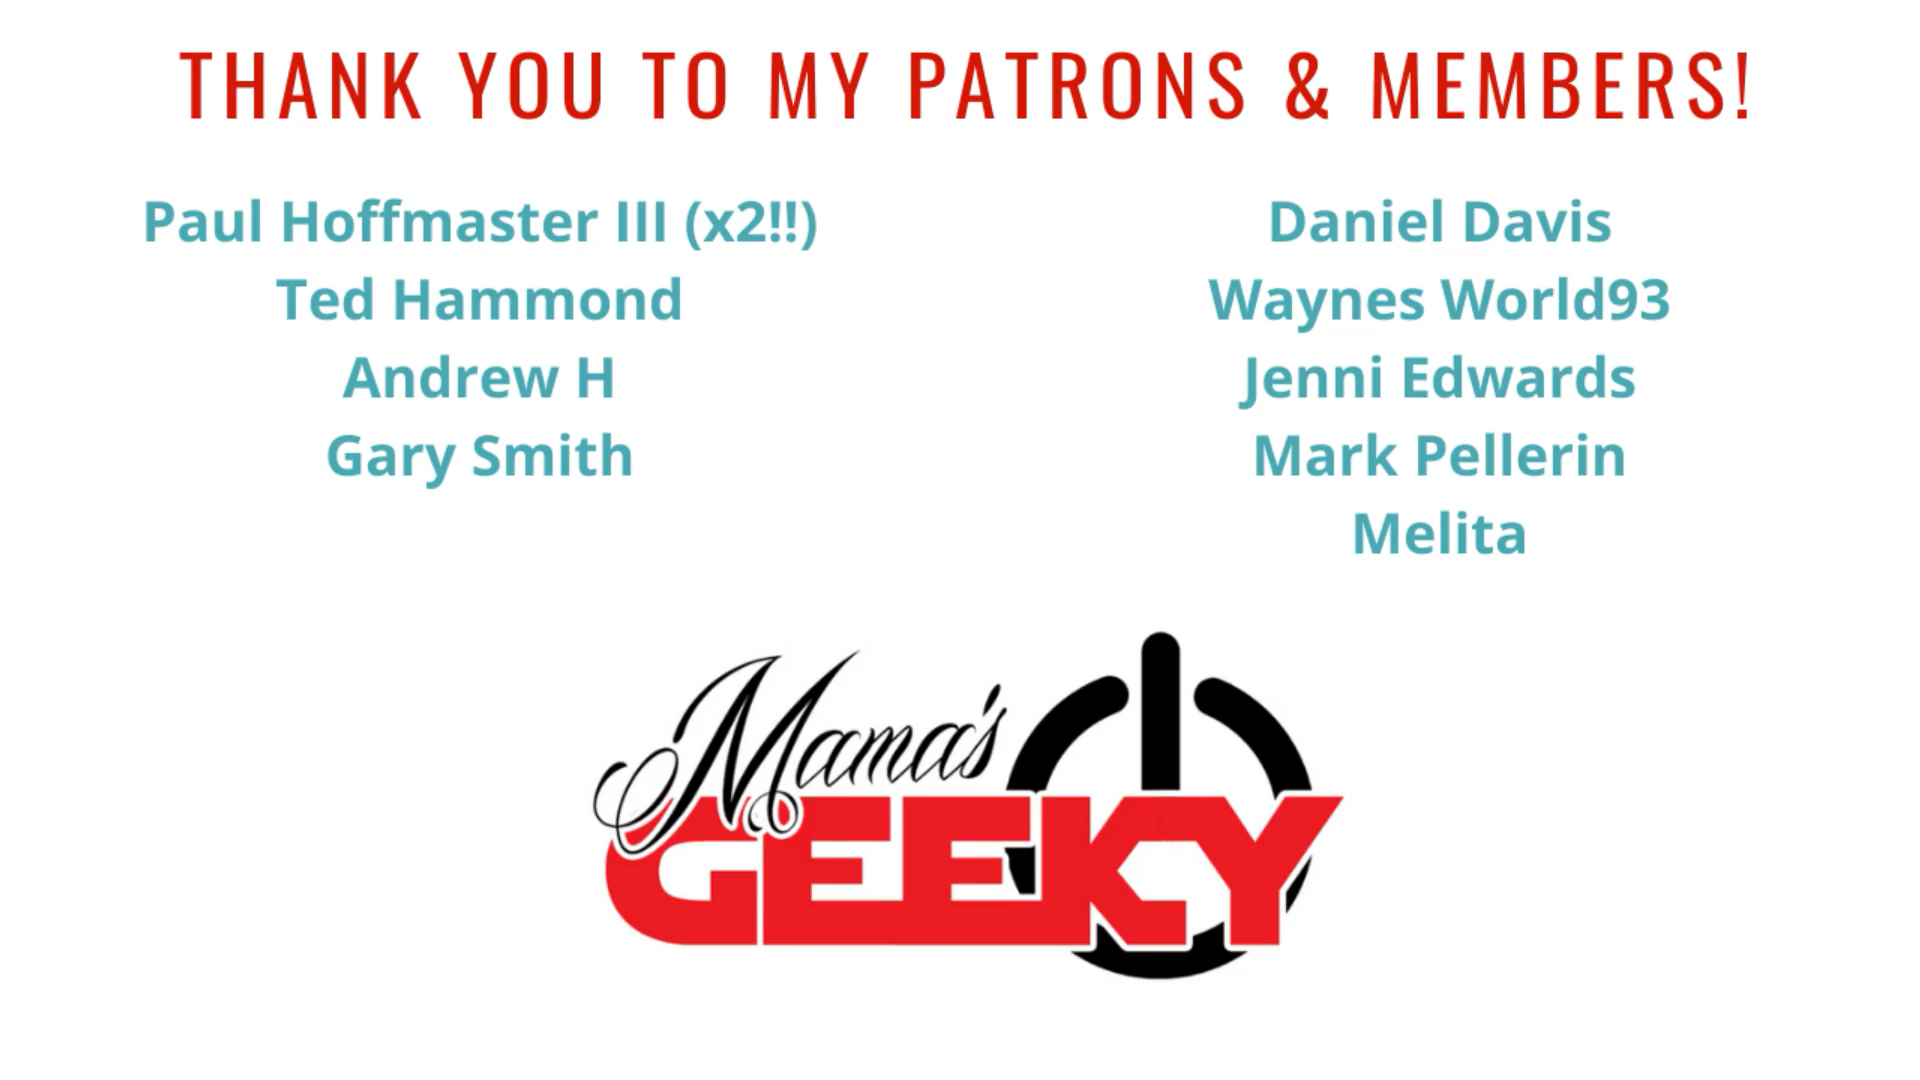 THANK YOU TO MY PATRONS & MEMBERS!
Paul Hoffmaster III (x2!!)
Ted Hammond
Andrew H
Gary Smith
Daniel Davis
Waynes World93
Jenni Edwards
Mark Pellerin
Melita
Mama's
GEEKY